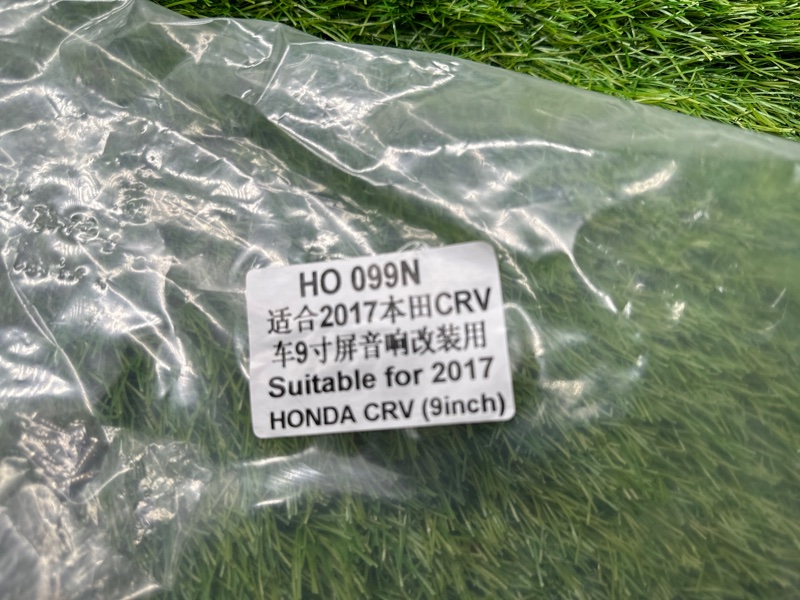 HO 099N
适合2017本田CRV
车9寸屏音响改装用
Suitable for 2017
HONDA CRV (9inch)